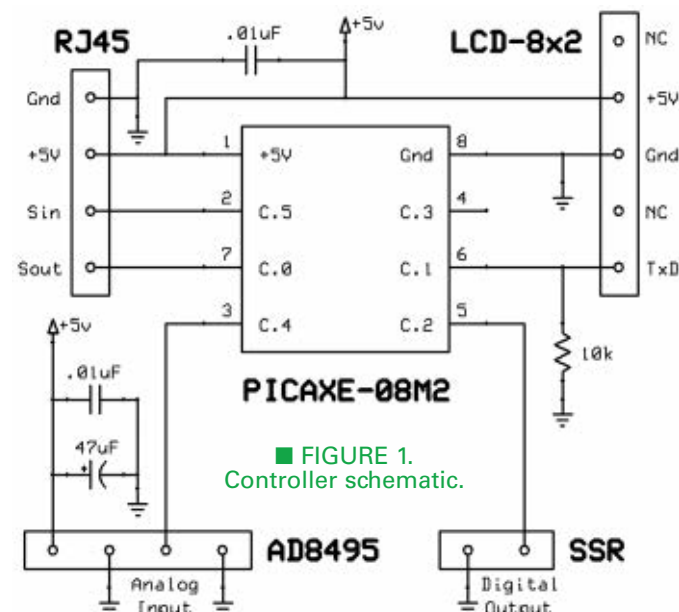 RJ45
.01uF
+5v
LCD-8x2
NC
Gnd
+5V
+5V
1
+5V
Gnd
8
Gnd
Sin
2
C.5
C.3
4
NC
Sout
7
C.0
C.1
6
TxD
3
C.4
C.2
5
+5v
10k
.01uF
PICAXE-08M2
47uF
+
■ FIGURE 1.
Controller schematic.
AD8495
SSR
Analog
Input
Digital
Output